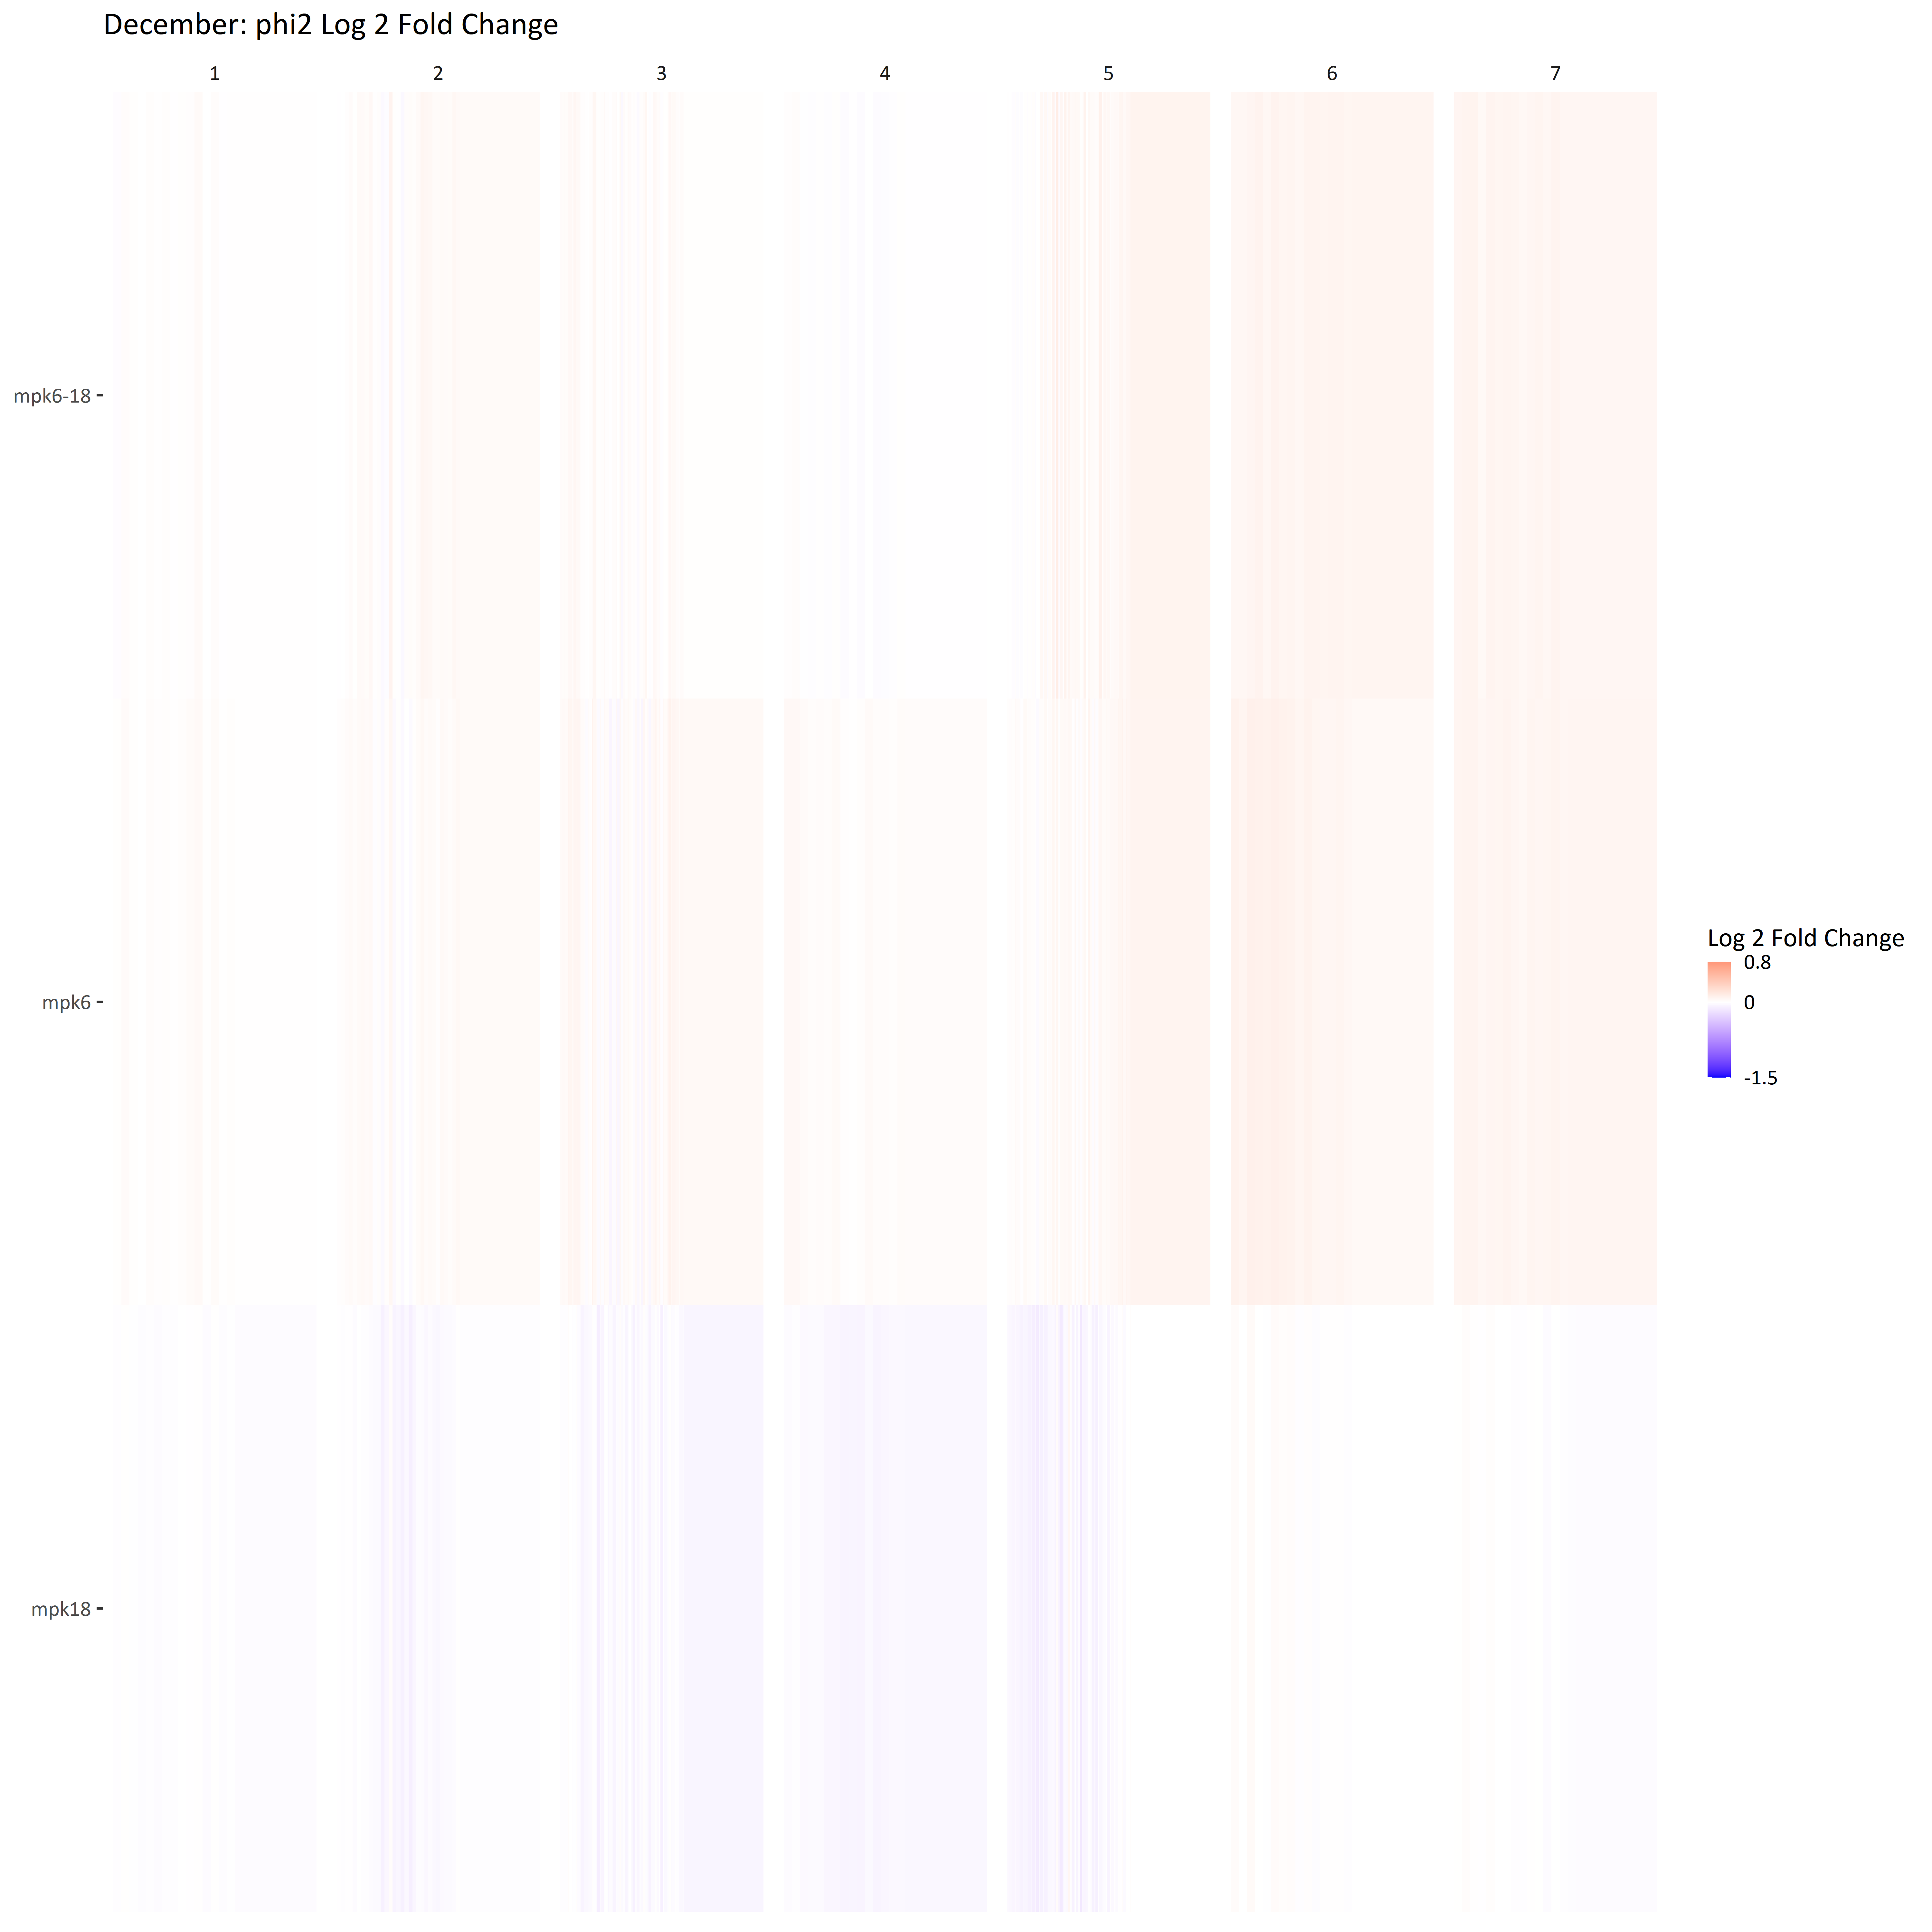 December: phi2 Log 2 Fold Change
1 2 3 4 5 6 7
mpk6-18
mpk6
mpk18
Log 2 Fold Change
0.8
0
-1.5